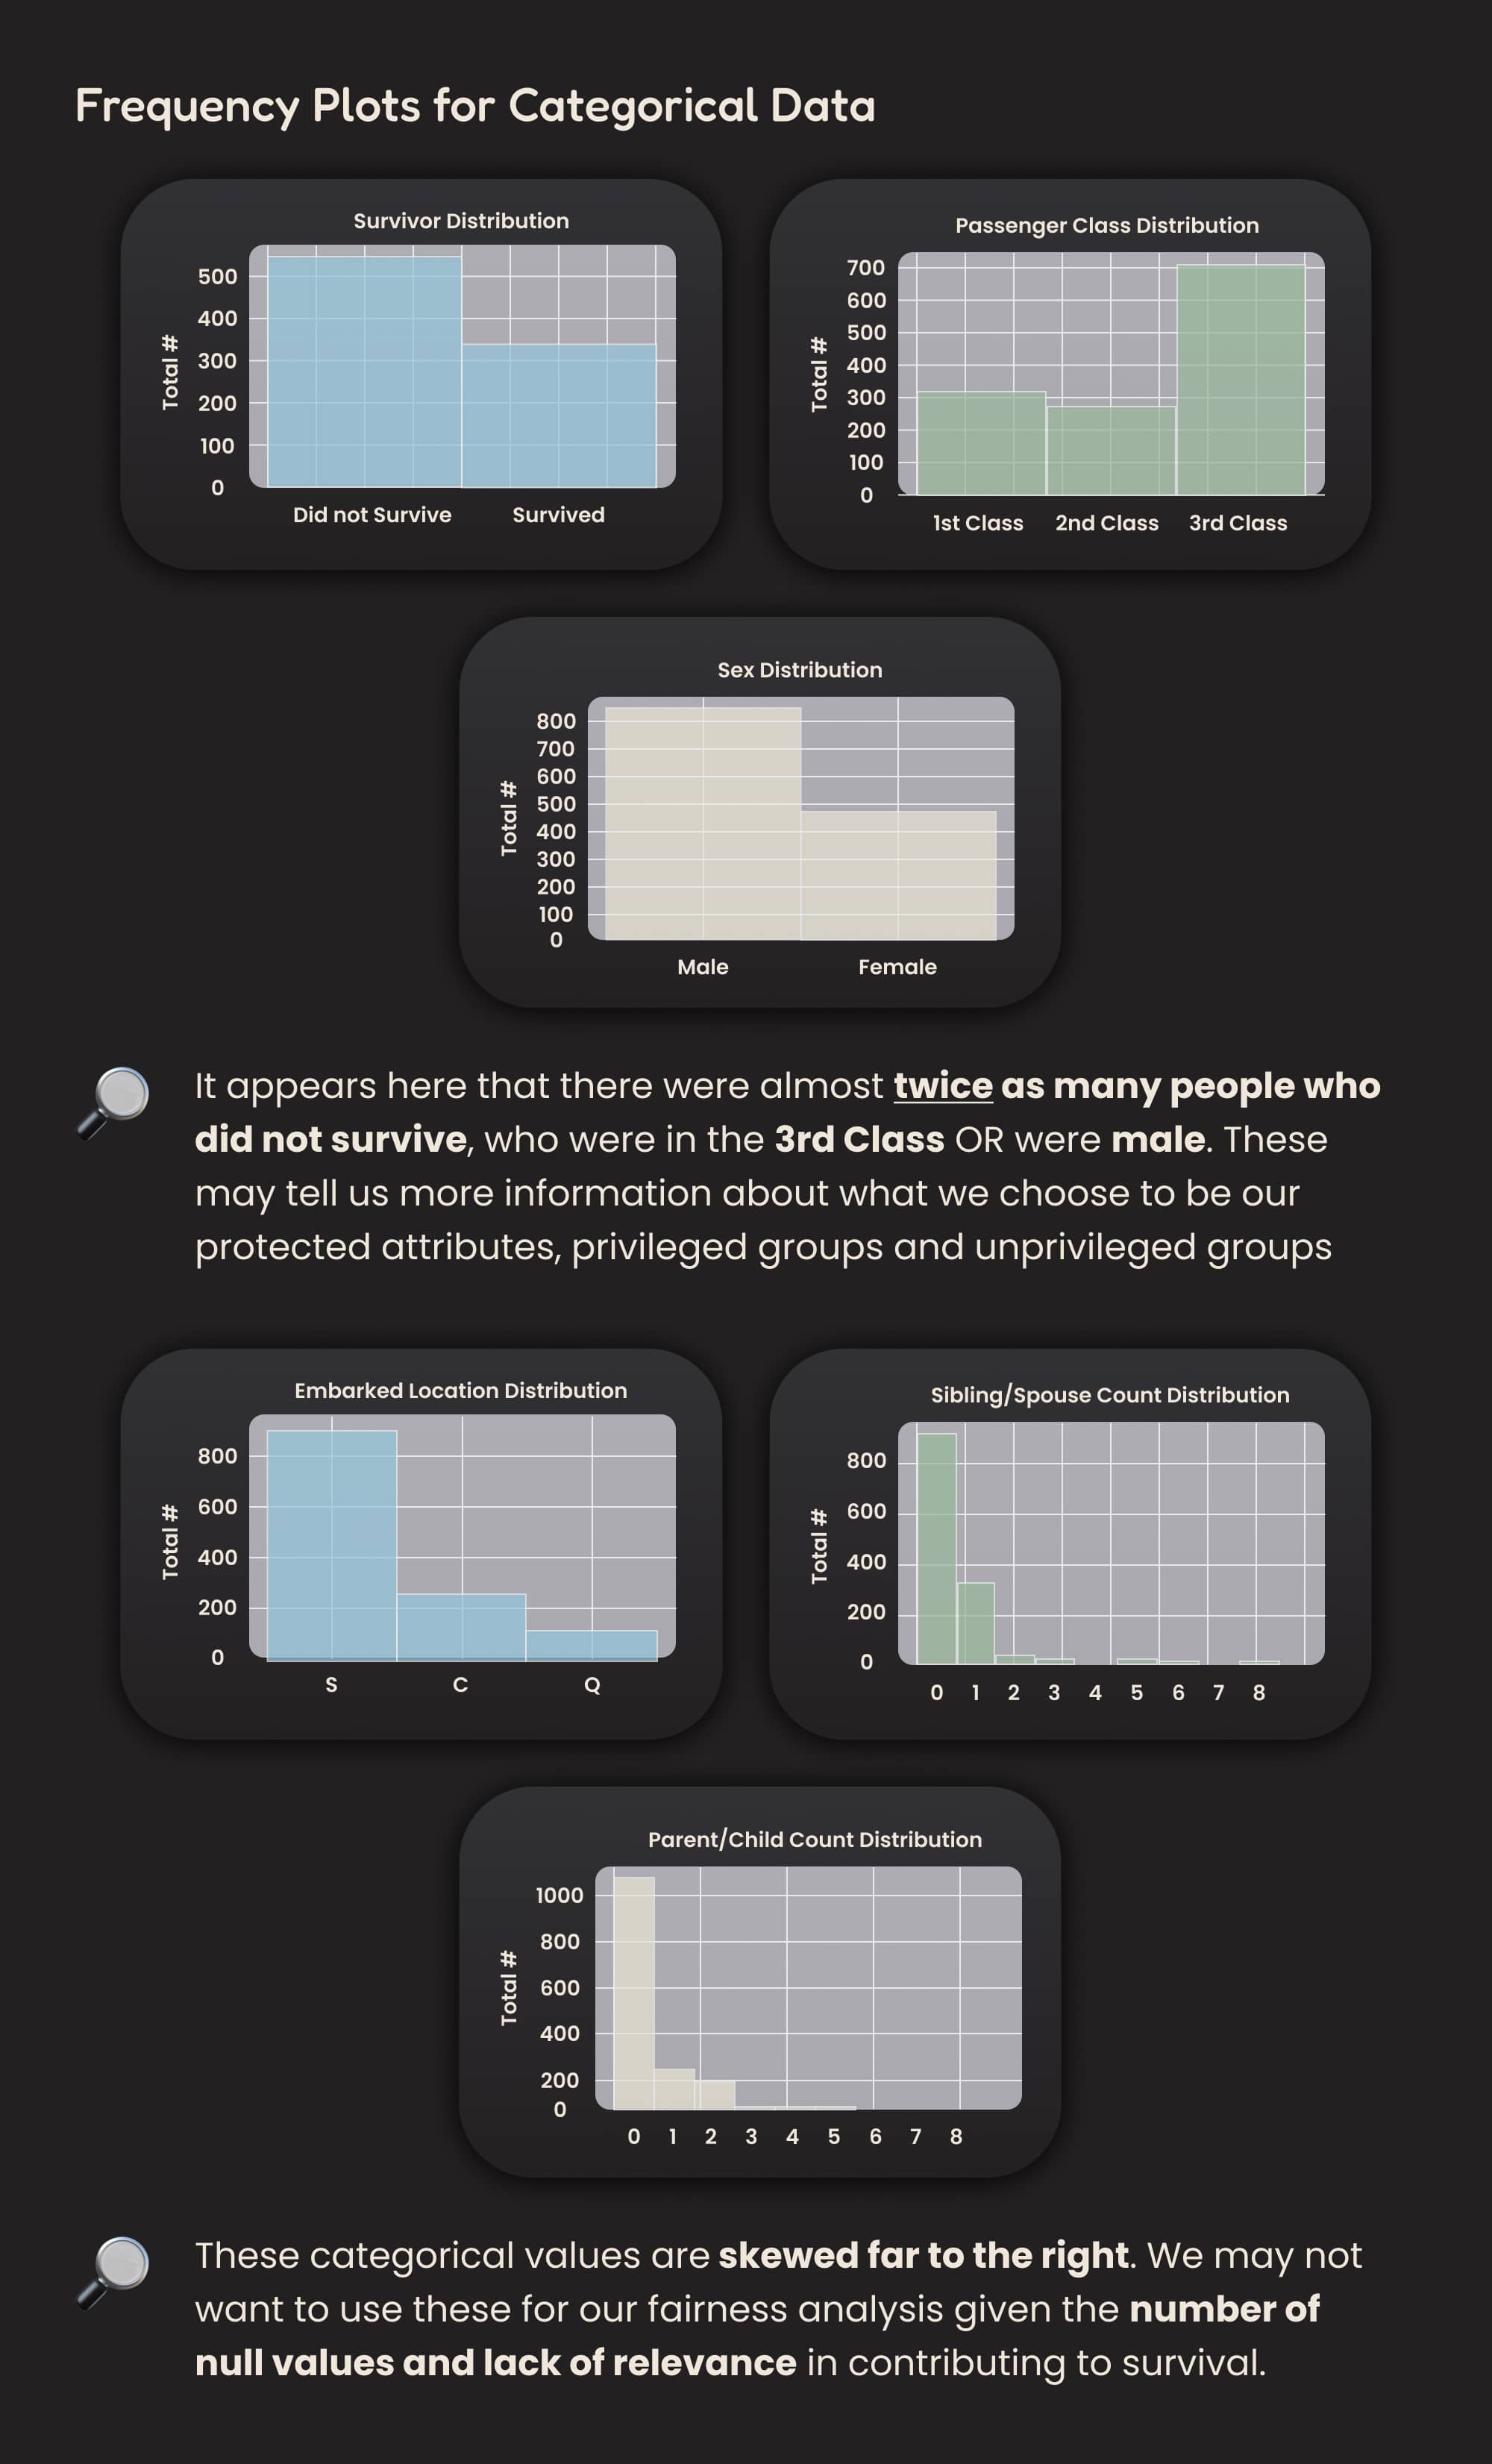 Frequency Plots for Categorical Data
Survivor Distribution
Total #
500
400
300
200
100
0
Did not Survive Survived
Passenger Class Distribution
Total #
700
600
500
400
300
200
100
0
1st Class 2nd Class 3rd Class
Sex Distribution
Total #
800
700
600
500
400
300
200
100
0
Male Female
It appears here that there were almost twice as many people who
did not survive, who were in the 3rd Class OR were male. These
may tell us more information about what we choose to be our
protected attributes, privileged groups and unprivileged groups
Embarked Location Distribution
Total #
800
600
400
200
0
S C Q
Sibling/Spouse Count Distribution
Total #
800
600
400
200
0
0 1 2 3 4 5 6 7 8
Parent/Child Count Distribution
Total #
1000
800
600
400
200
0
0 1 2 3 4 5 6 7 8
These categorical values are skewed far to the right. We may not
want to use these for our fairness analysis given the number of
null values and lack of relevance in contributing to survival.